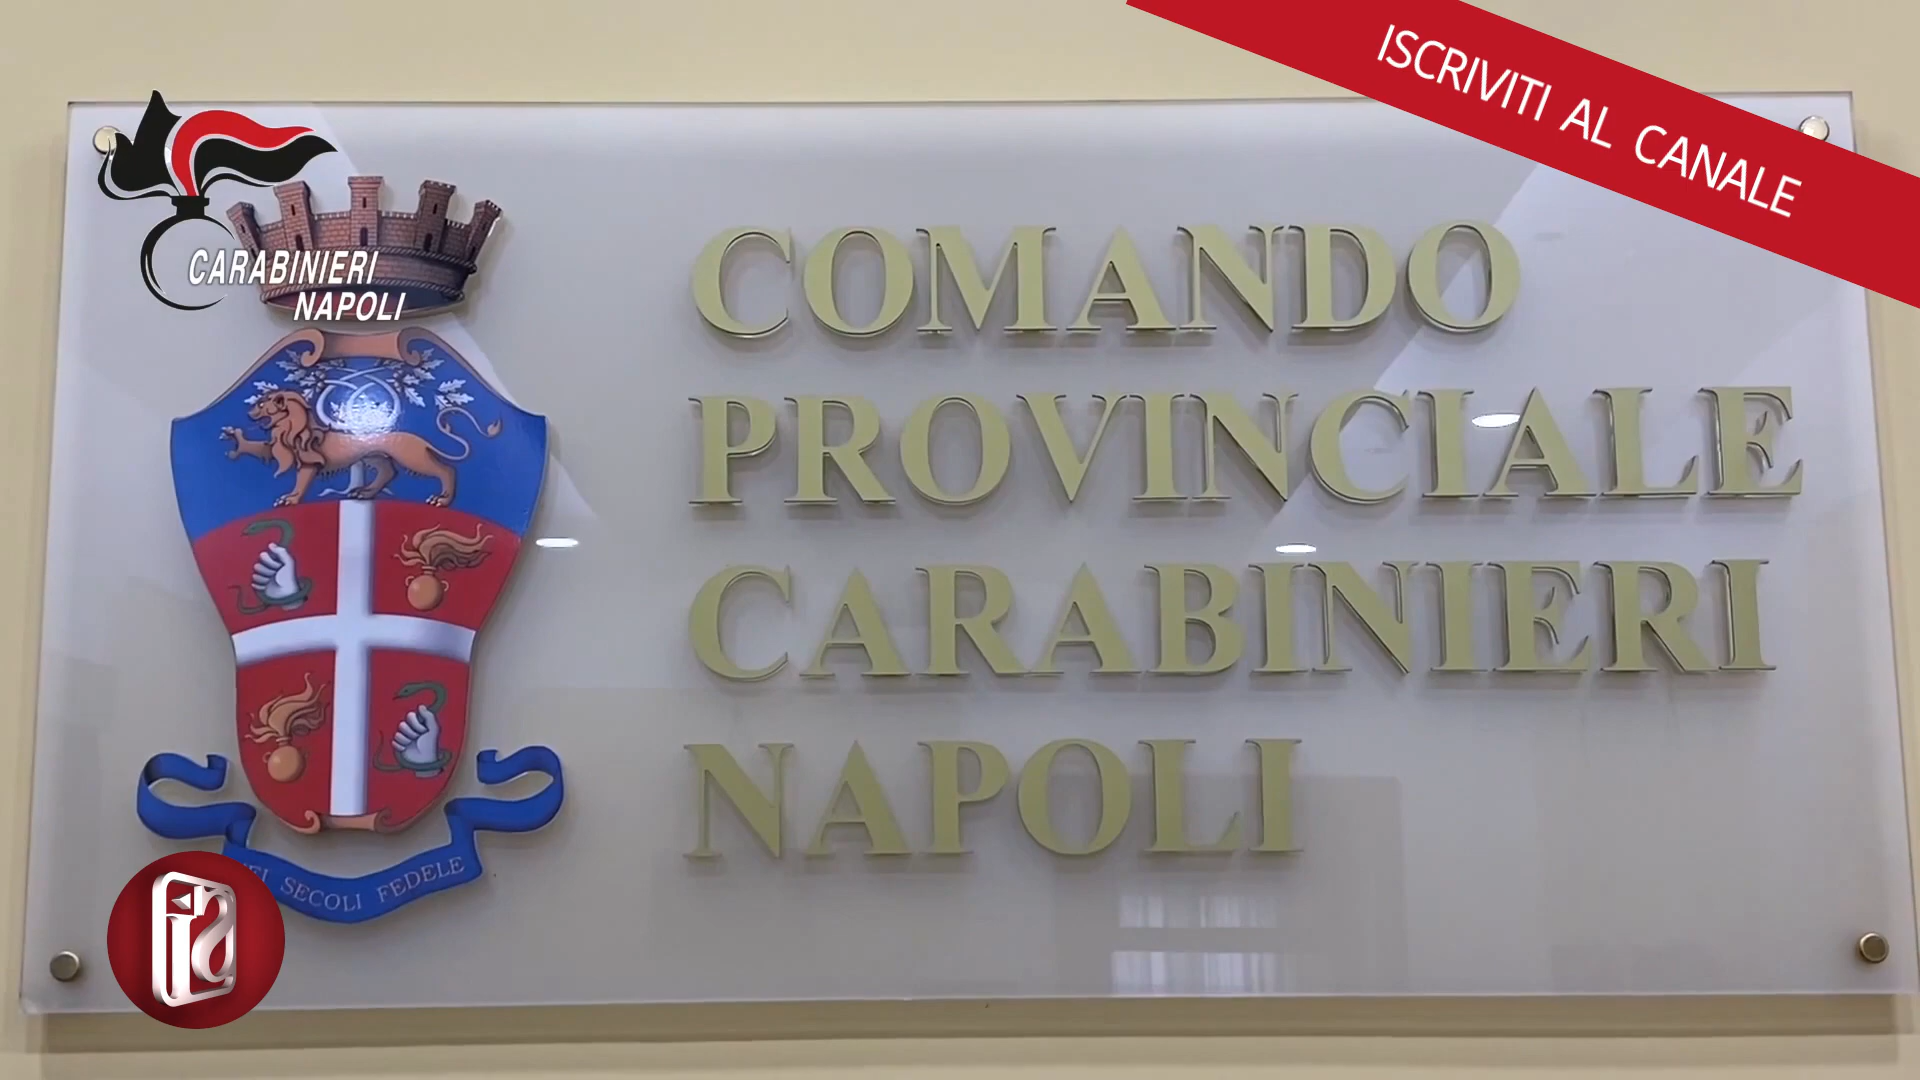 ISCRIVITI AL CANALE
CARABINIERI
NAPOLI
COMANDO
PROVINCIALE
CARABINIERI
NAPOLI
SECOLI FEDELE